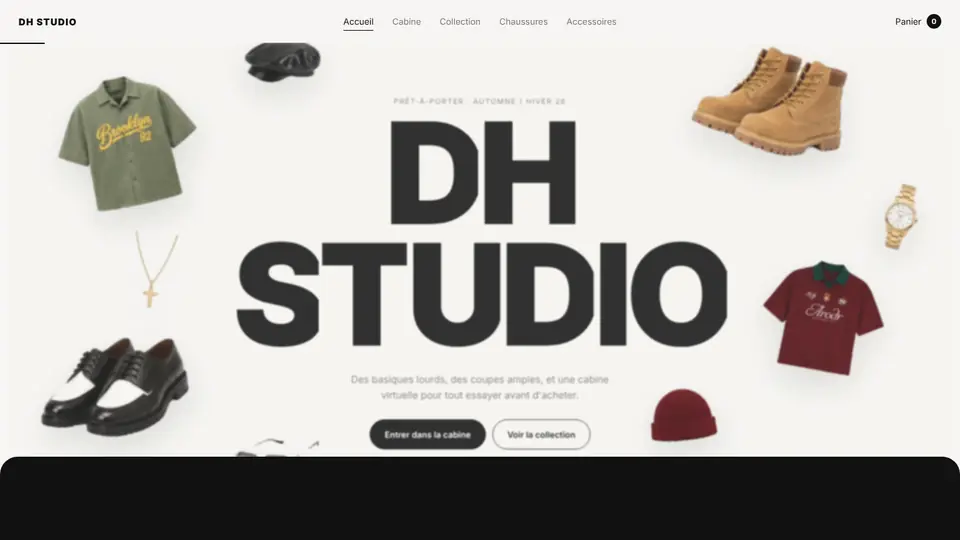 DH STUDIO
Accueil
Cabine
Collection
Chaussures
Accessoires
Panier 0
PRÊT-À-PORTER AUTOMNE / HIVER 26
DH
STUDIO
Brooklyn
92
Des basiques lourds, des coupes amples, et une cabine
virtuelle pour tout essayer avant d'acheter.
Entrer dans la cabine
Voir la collection